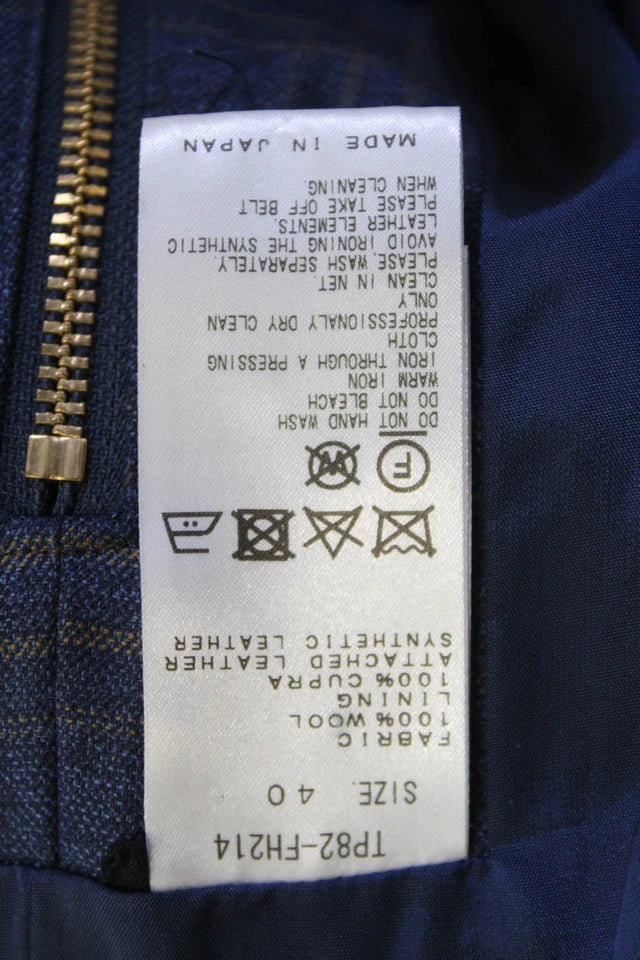 TP82-FH214
SIZE. 40
FABRIC
100% WOOL
LINING
100% CUPRA
ATTACHED LEATHER
SYNTHETIC LEATHER
F W
DO NOT HAND WASH
DO NOT BLEACH
WARM IRON
IRON THROUGH A PRESSING
CLOTH
PROFESSIONALY DRY CLEAN
ONLY
CLEAN IN NET.
PLEASE.WASH SEPARATELY.
AVOID IRONING THE SYNTHETIC
LEATHER ELEMENTS.
PLEASE TAKE OFF BELT
WHEN CLEANING
MADE IN JAPAN